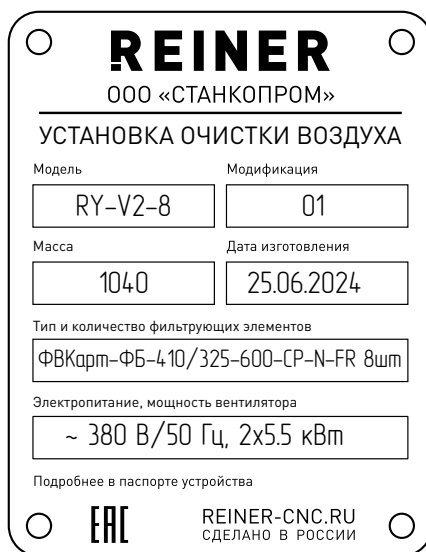 REINER
ООО «СТАНКОПРОМ»
УСТАНОВКА ОЧИСТКИ ВОЗДУХА
Модель Модификация
RY-V2-8 01
Масса Дата изготовления
1040 25.06.2024
Тип и количество фильтрующих элементов
ФВКарт-ФБ-410/325-600-СР-N-FR 8шт
Электропитание, мощность вентилятора
~ 380 В/50 Гц, 2х5.5 кВт
Подробнее в паспорте устройства
EAC REINER-CNC.RU
СДЕЛАНО В РОССИИ